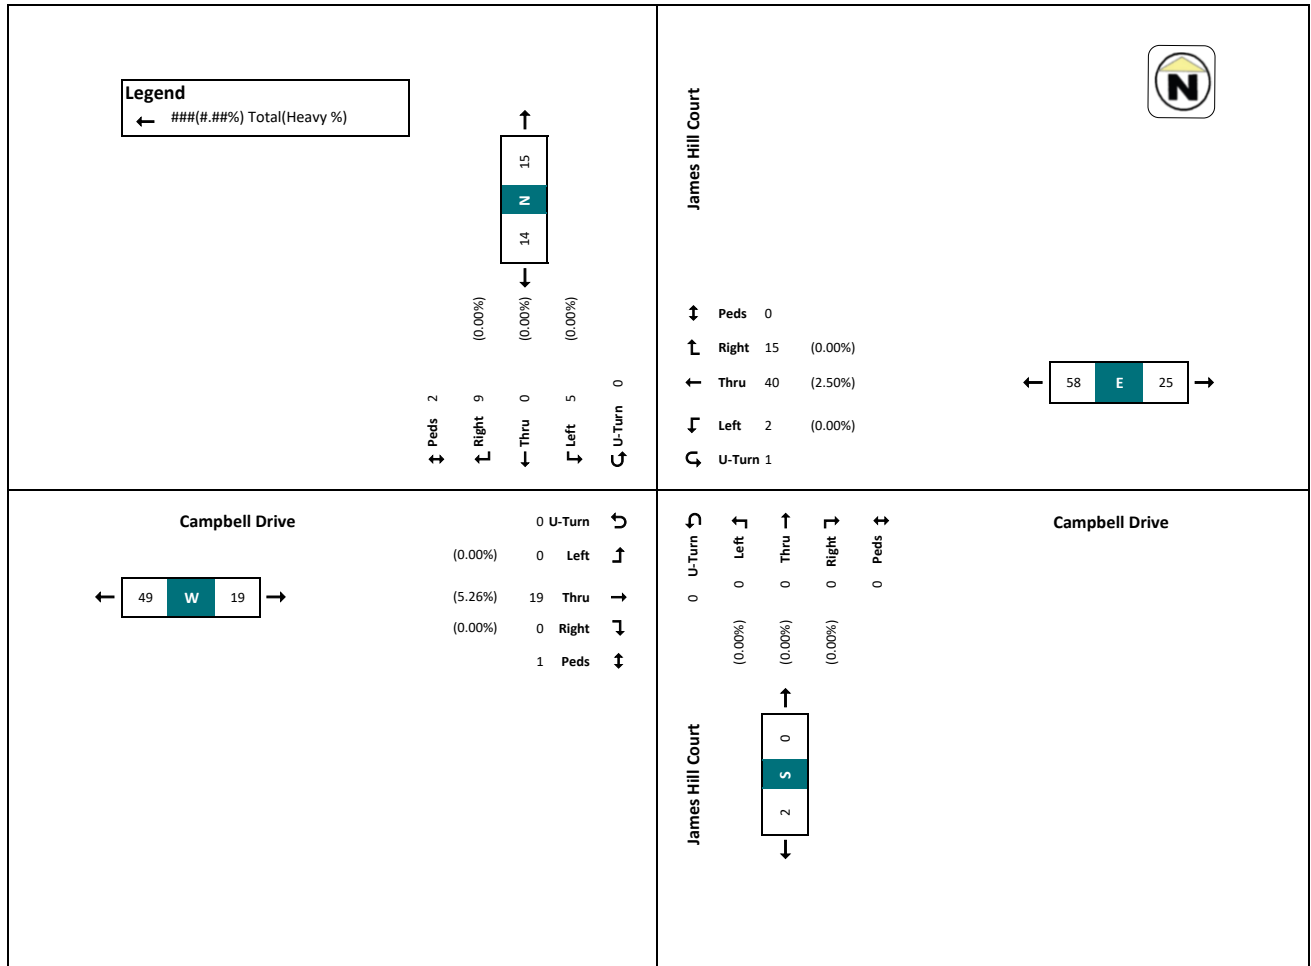 Legend
###(#.##%) Total(Heavy %)
15
N
14
(0.00%)
(0.00%)
(0.00%)
Peds 2
Right 9
Thru 0
Left 5
U-Turn 0
N
James Hill Court
Peds 0
Right 15 (0.00%)
Thru 40 (2.50%)
Left 2 (0.00%)
U-Turn 1
58 E 25
Campbell Drive
49 W 19
0 U-Turn
(0.00%) 0 Left
(5.26%) 19 Thru
(0.00%) 0 Right
1 Peds
0 U-Turn
(0.00%) 0 Left
(0.00%) 0 Thru
(0.00%) 0 Right
0 Peds
Campbell Drive
James Hill Court
0
S
2